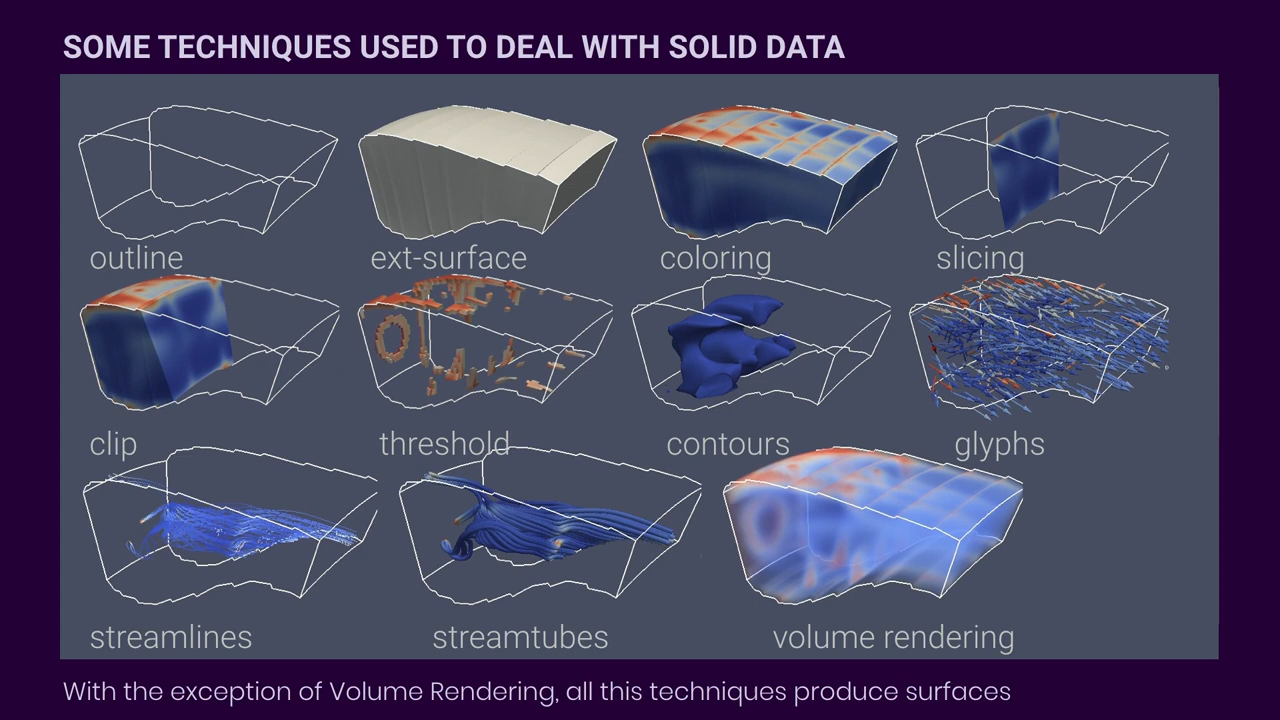 SOME TECHNIQUES USED TO DEAL WITH SOLID DATA
outline
ext-surface
coloring
slicing
clip
threshold
contours
glyphs
streamlines
streamtubes
volume rendering
With the exception of Volume Rendering, all this techniques produce surfaces